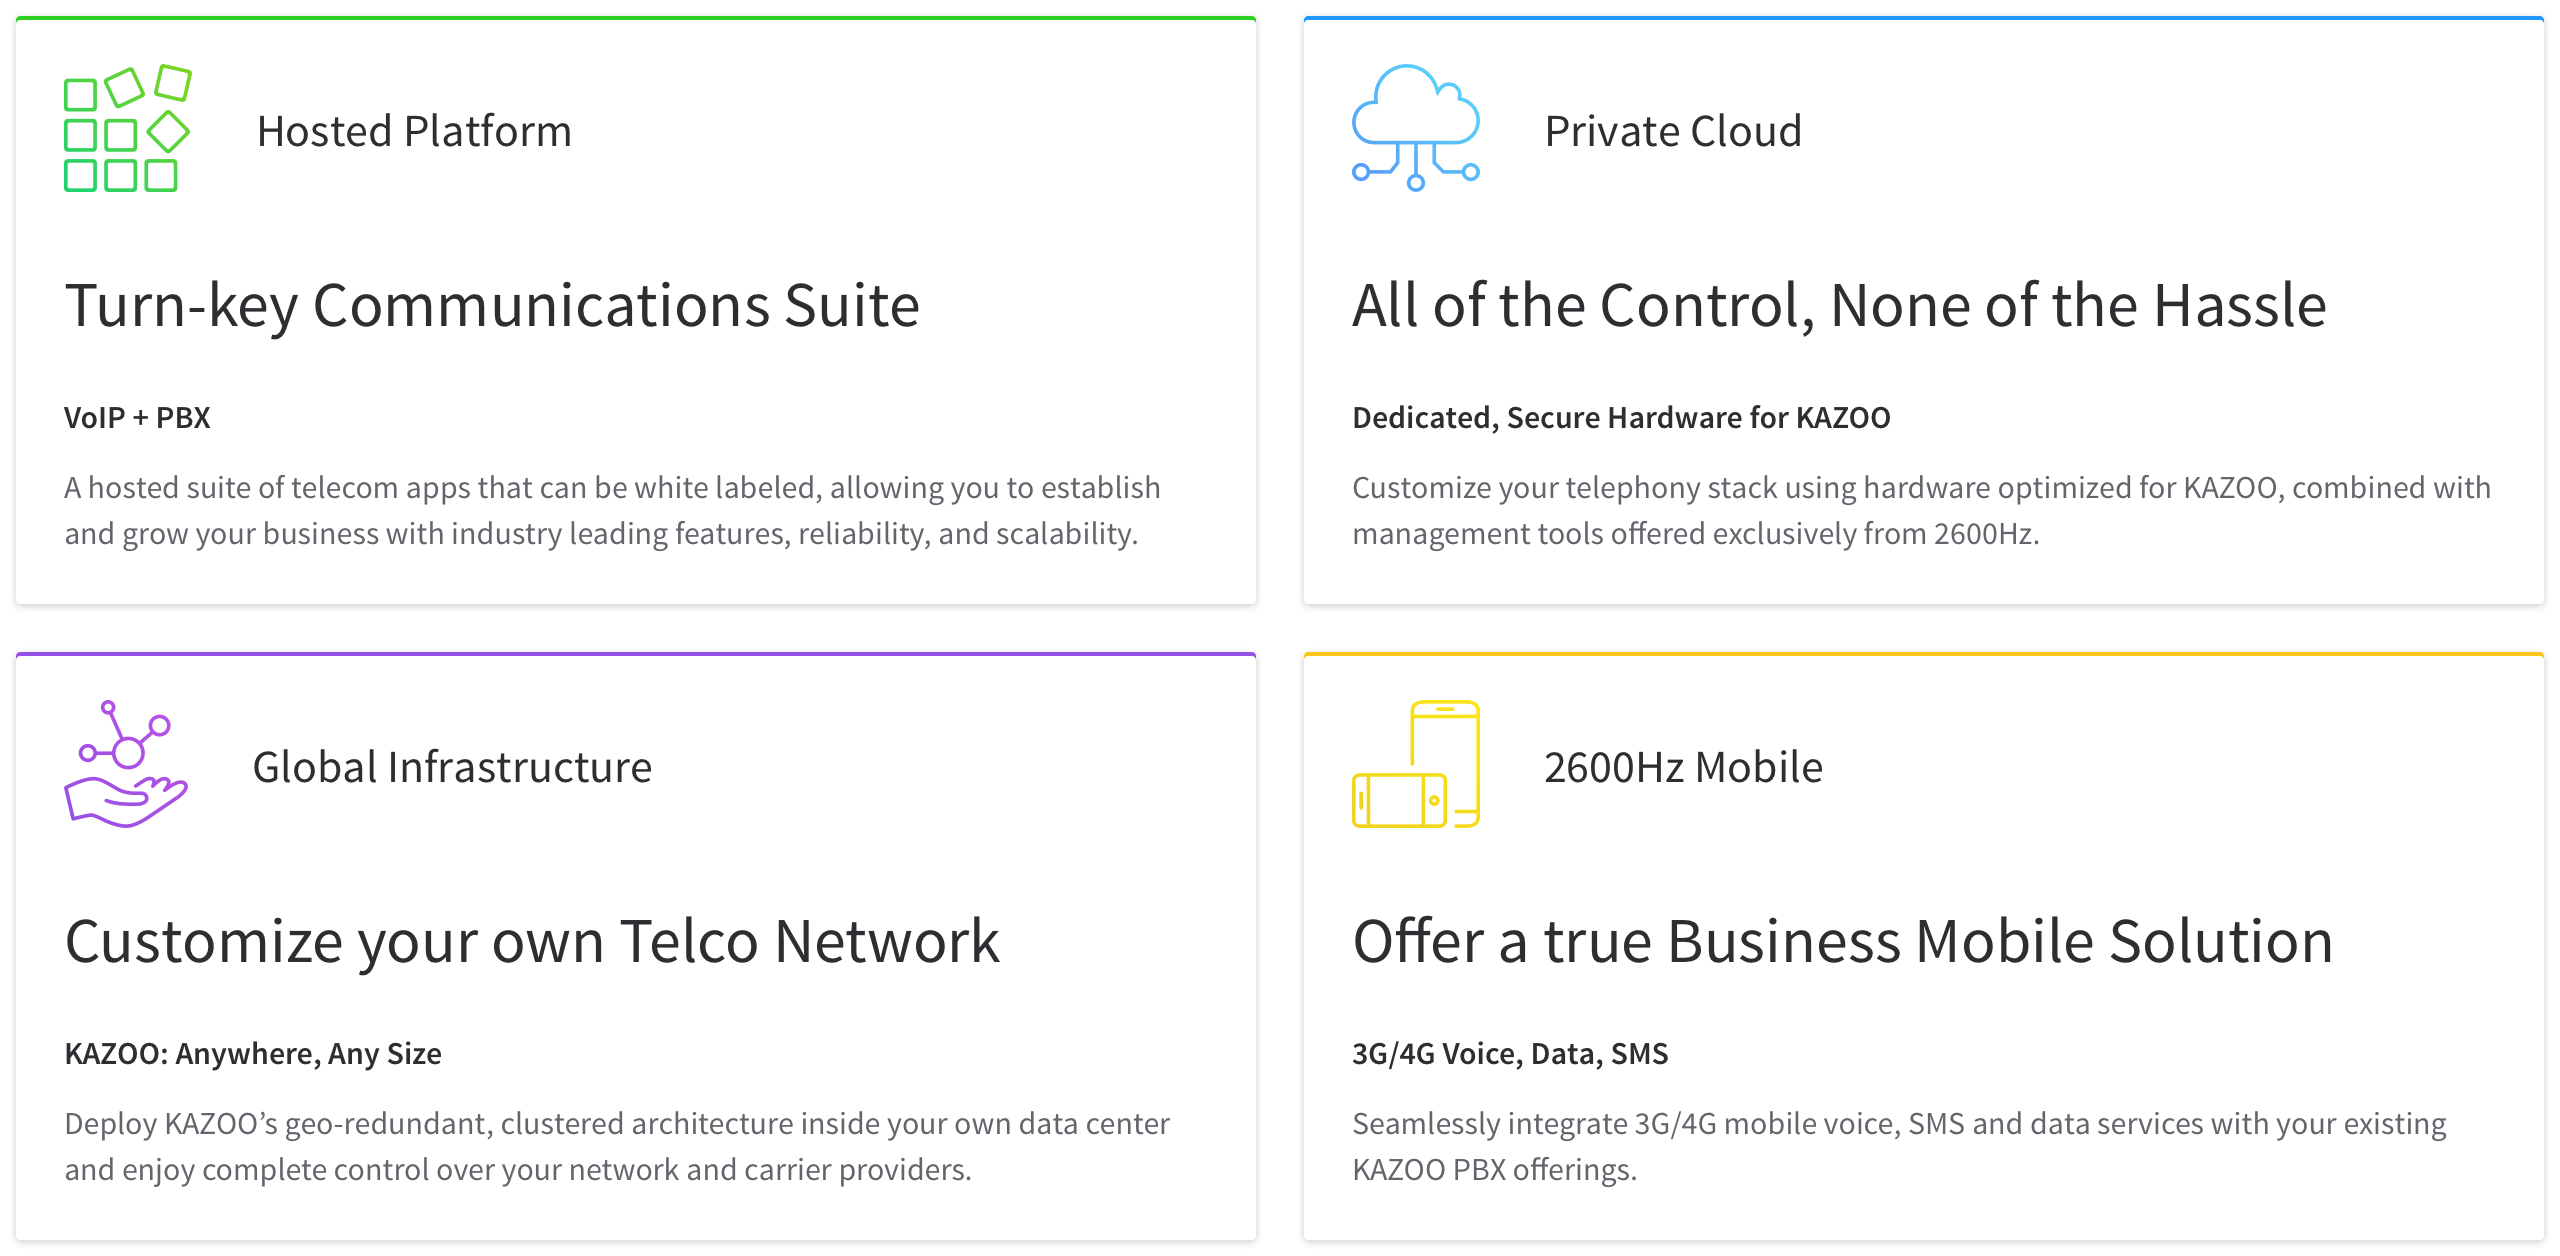 Hosted Platform
Turn-key Communications Suite
VoIP + PBX
A hosted suite of telecom apps that can be white labeled, allowing you to establish
and grow your business with industry leading features, reliability, and scalability.
Private Cloud
All of the Control, None of the Hassle
Dedicated, Secure Hardware for KAZOO
Customize your telephony stack using hardware optimized for KAZOO, combined with
management tools offered exclusively from 2600Hz.
Global Infrastructure
Customize your own Telco Network
KAZOO: Anywhere, Any Size
Deploy KAZOO’s geo-redundant, clustered architecture inside your own data center
and enjoy complete control over your network and carrier providers.
2600Hz Mobile
Offer a true Business Mobile Solution
3G/4G Voice, Data, SMS
Seamlessly integrate 3G/4G mobile voice, SMS and data services with your existing
KAZOO PBX offerings.